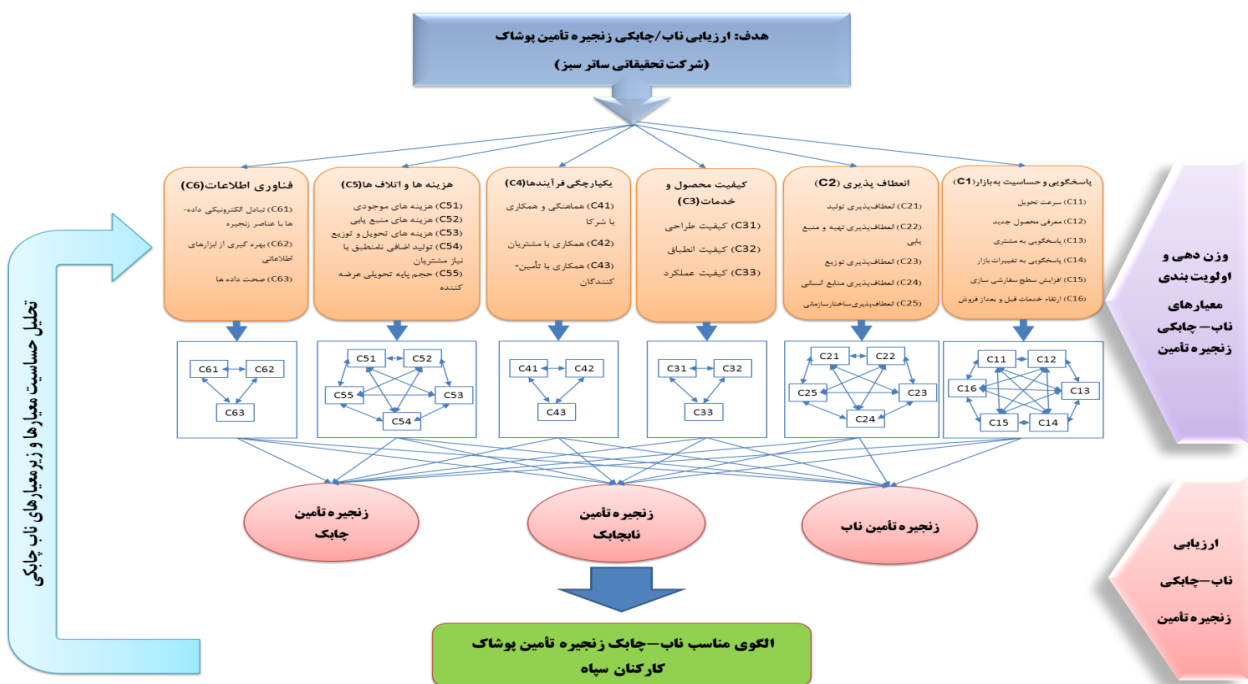 هدف: ارزیابی ناب/چابکی زنجیره تأمین پوشاک
(شرکت تحقیقاتی ساتر سبز)
پاسخگویی و حساسیت به بازار(C1)
(C11) سرعت تحویل
(C12) معرفی محصول جدید
(C13) پاسخگویی به مشتری
(C14) پاسخگویی به تغییرات بازار
(C15) افزایش سطح سفارشی سازی
(C16) ارتقاء خدمات قبل و بعداز فروش
انعطاف پذیری (C2)
(C21) انعطاف‌پذیری تولید
(C22) انعطاف‌پذیری تهیه و منبع
یابی
(C23) انعطاف‌پذیری توزیع
(C24) انعطاف‌پذیری منابع انسانی
(C25) انعطاف‌پذیری‌ساختارسازمانی
کیفیت محصول و
خدمات(C3)
(C31) کیفیت طراحی
(C32) کیفیت انطباق
(C33) کیفیت عملکرد
یکپارچگی فرآیندها(C4)
(C41) هماهنگی و همکاری
با شرکا
(C42) همکاری با مشتریان
(C43) همکاری با تأمین-
کنندگان
هزینه ها و اتلاف ها(C5)
(C51) هزینه های موجودی
(C52) هزینه های منبع یابی
(C53) هزینه های تحویل و توزیع
(C54) تولید اضافی نامنطبق با
نیاز مشتریان
(C55) حجم پایه تحویلی عرضه
کننده
فناوری اطلاعات(C6)
(C61) تبادل الکترونیکی داده-
ها با عناصر زنجیره
(C62) بهره گیری از ابزارهای
اطلاعاتی
(C63) صحت داده ها
وزن دهی و
اولویت بندی
معیارهای
ناب–چابکی
زنجیره تأمین
C11 C12
C16 C13
C15 C14
C21 C22
C25 C23
C24
C31 C32
C33
C41 C42
C43
C51 C52
C55 C53
C54
C61 C62
C63
زنجیره تأمین ناب
زنجیره تأمین
نابچابک
زنجیره تأمین
چابک
ارزیابی
ناب–چابکی
زنجیره تأمین
الگوی مناسب ناب–چابک زنجیره تأمین پوشاک
کارکنان سپاه
تحلیل حساسیت معیارها و زیرمعیارهای ناب چابکی